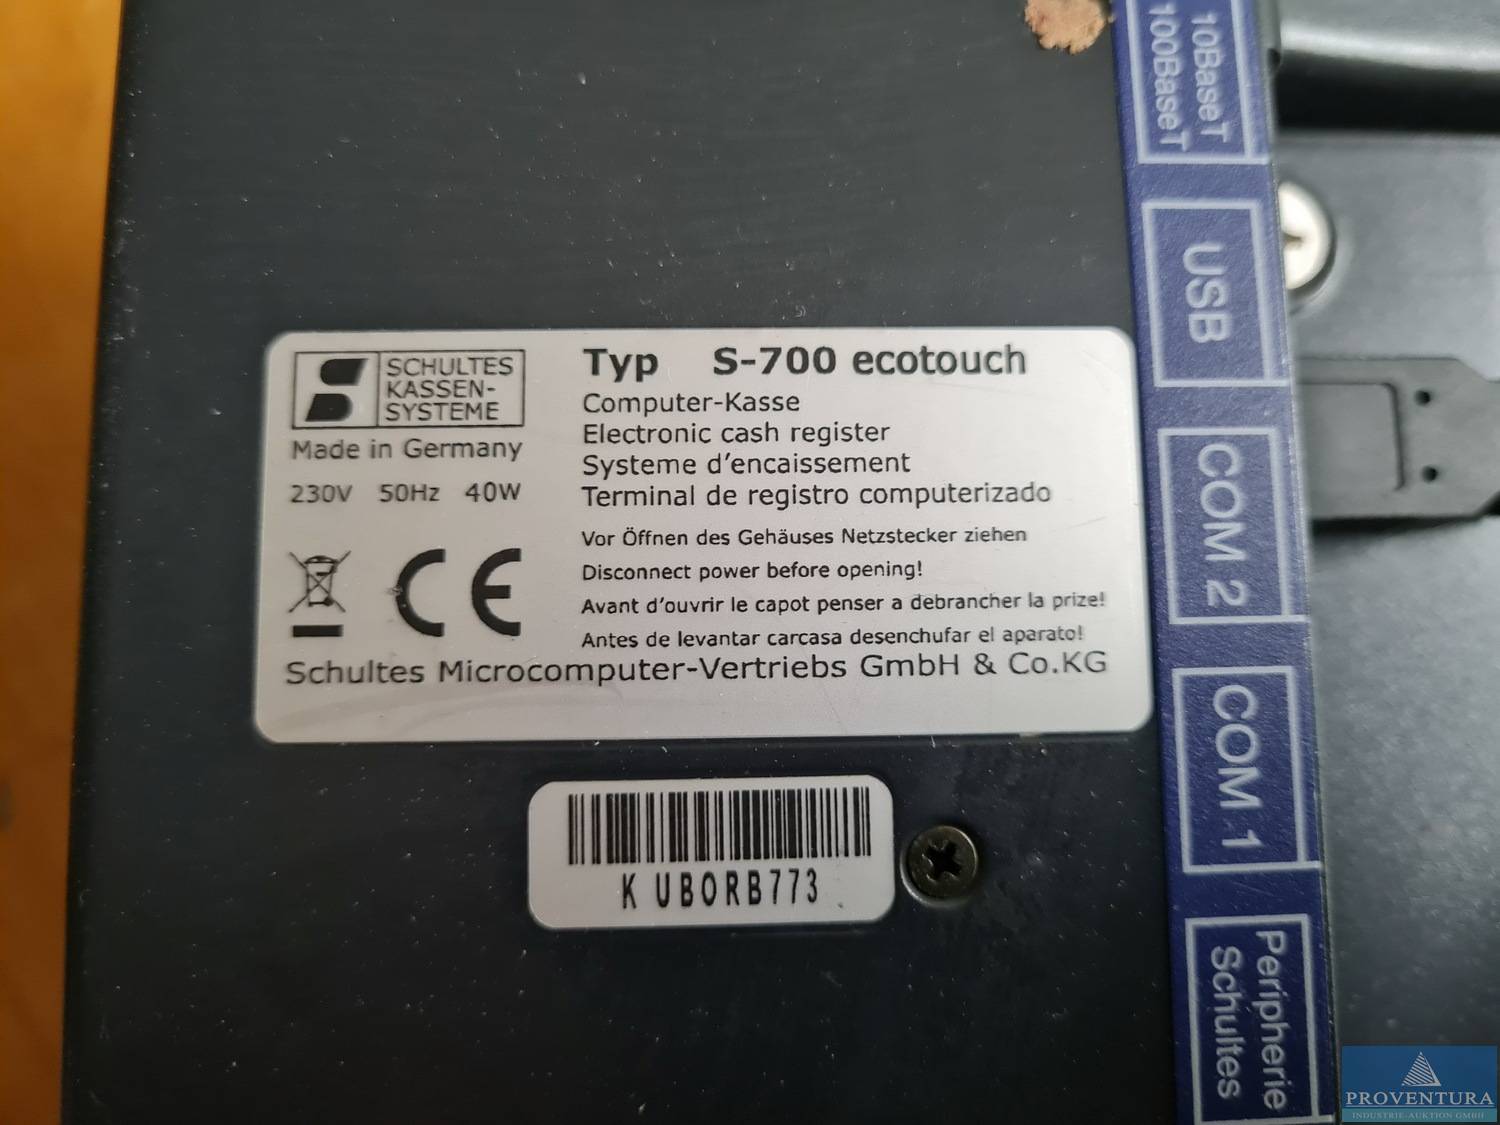 SCHULTES
KASSEN-
SYSTEME
Made in Germany
230V 50Hz 40W
CE
Typ S-700 ecotouch
Computer-Kasse
Electronic cash register
Systeme d'encaissement
Terminal de registro computerizado
Vor Öffnen des Gehäuses Netzstecker ziehen
Disconnect power before opening!
Avant d'ouvrir le capot penser a debrancher la prize!
Antes de levantar carcasa desenchufar el aparato!
Schultes Microcomputer-Vertriebs GmbH & Co.KG
K UBORB773
10BaseT
100BaseT
USB
COM 2
COM 1
Peripherie
Schultes
PROVENTURA
INDUSTRIE-AUKTION GMBH